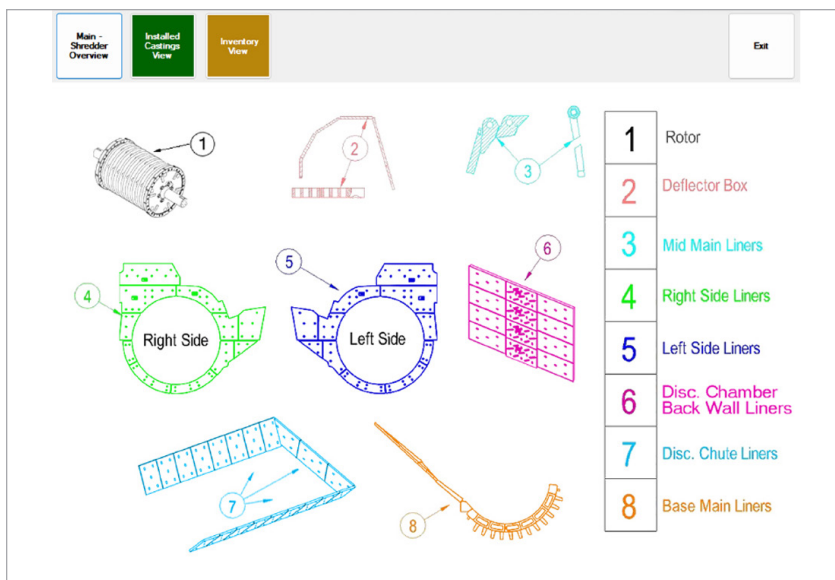 Main -
Shredder
Overview
Installed
Castings
View
Inventory
View
Exit
1
2
3
4
Right Side
5
Left Side
6
7
8
1 Rotor
2 Deflector Box
3 Mid Main Liners
4 Right Side Liners
5 Left Side Liners
6 Disc. Chamber
Back Wall Liners
7 Disc. Chute Liners
8 Base Main Liners